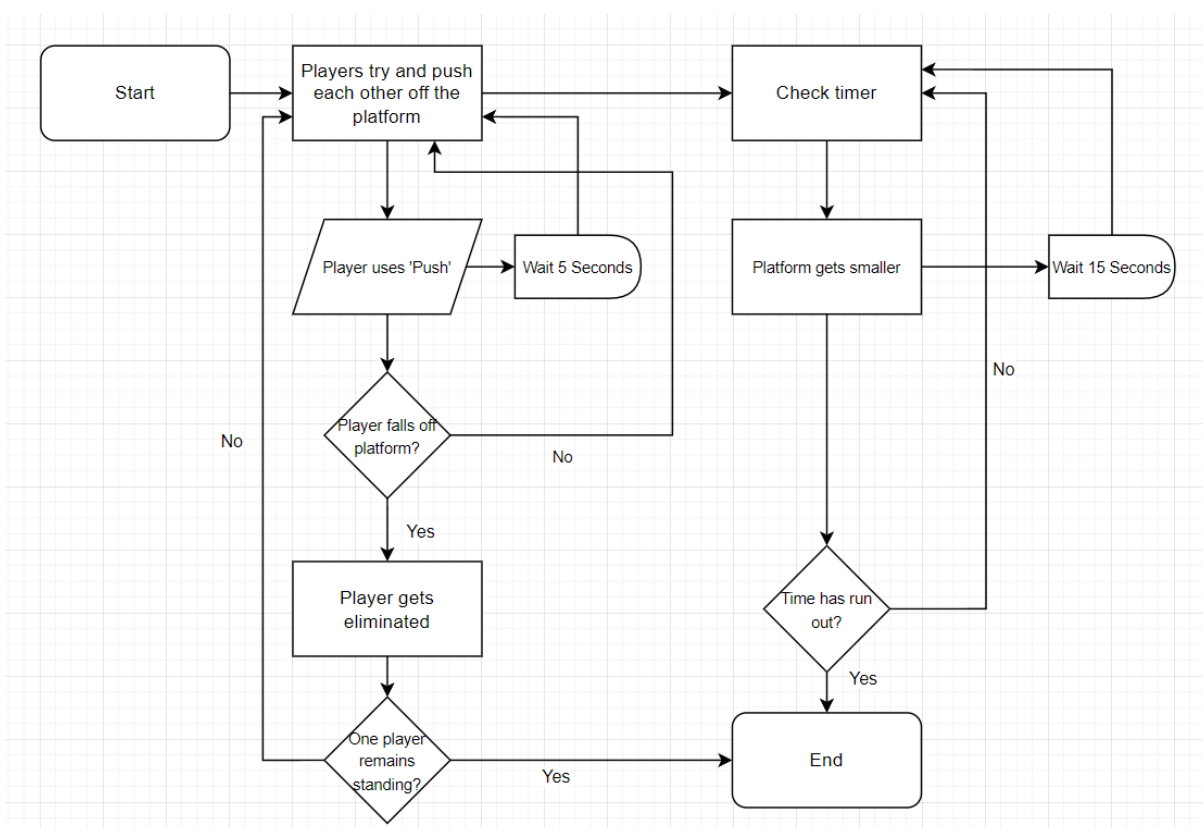 Start
Players try and push
each other off the
platform
Check timer
Player uses 'Push'
Wait 5 Seconds
Platform gets smaller
Wait 15 Seconds
No
Player falls off
platform?
No
No
Yes
Player gets
eliminated
Time has run
out?
Yes
One player
remains
standing?
Yes
End